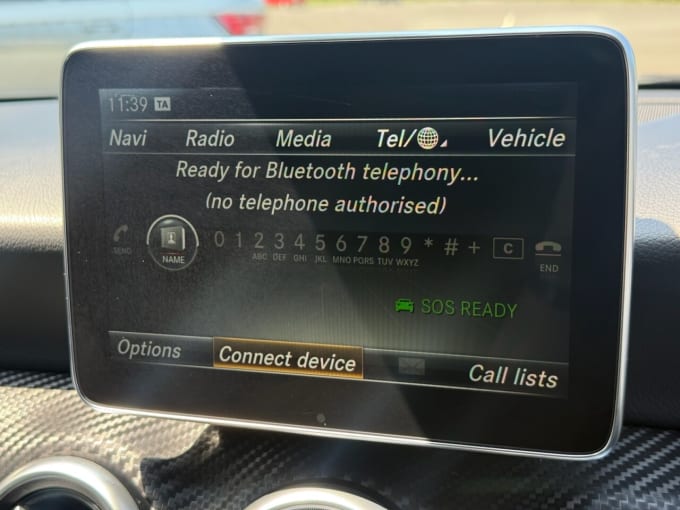 11:39 TA
Navi Radio Media Tel/ Vehicle
Ready for Bluetooth telephony...
(no telephone authorised)
SEND NAME 0 1 2 3 4 5 6 7 8 9 * # + C END
ABC DEF GHI JKL MNO PQRS TUV WXYZ
SOS READY
Options Connect device Call lists